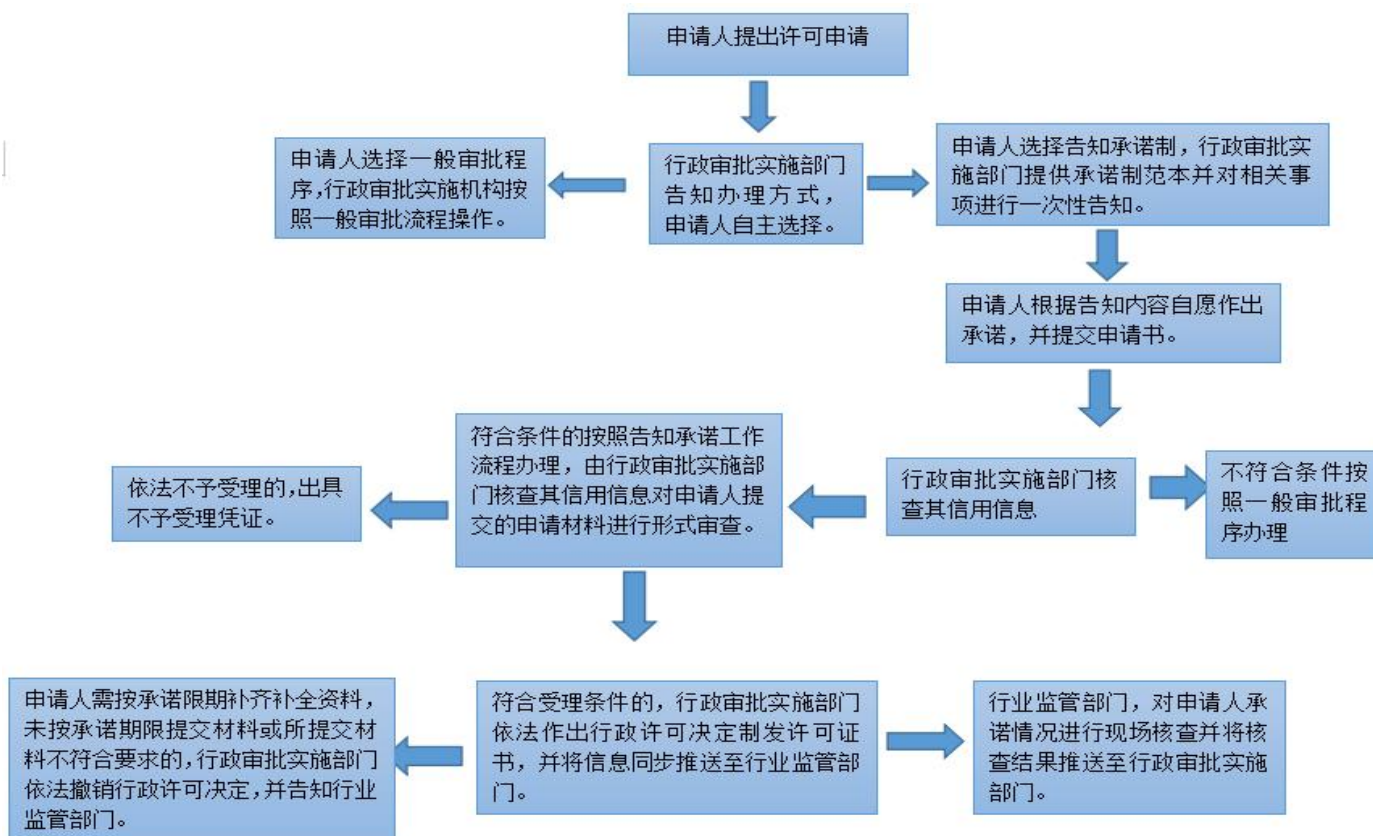 申请人提出许可申请
申请人选择一般审批程
序,行政审批实施机构按
照一般审批流程操作。
行政审批实施部门
告知办理方式，
申请人自主选择。
申请人选择告知承诺制，行政审批实
施部门提供承诺制范本并对相关事
项进行一次性告知。
申请人根据告知内容自愿作出
承诺，并提交申请书。
依法不予受理的,出具
不予受理凭证。
符合条件的按照告知承诺工作
流程办理，由行政审批实施部
门核查其信用信息对申请人提
交的申请材料进行形式审查。
行政审批实施部门核
查其信用信息
不符合条件按
照一般审批程
序办理
申请人需按承诺限期补齐补全资料，
未按承诺期限提交材料或所提交材
料不符合要求的,行政审批实施部门
依法撤销行政许可决定,并告知行业
监管部门。
符合受理条件的，行政审批实施部门
依法作出行政许可决定制发许可证
书，并将信息同步推送至行业监管部
门。
行业监管部门，对申请人承
诺情况进行现场核查并将核
查结果推送至行政审批实施
部门。